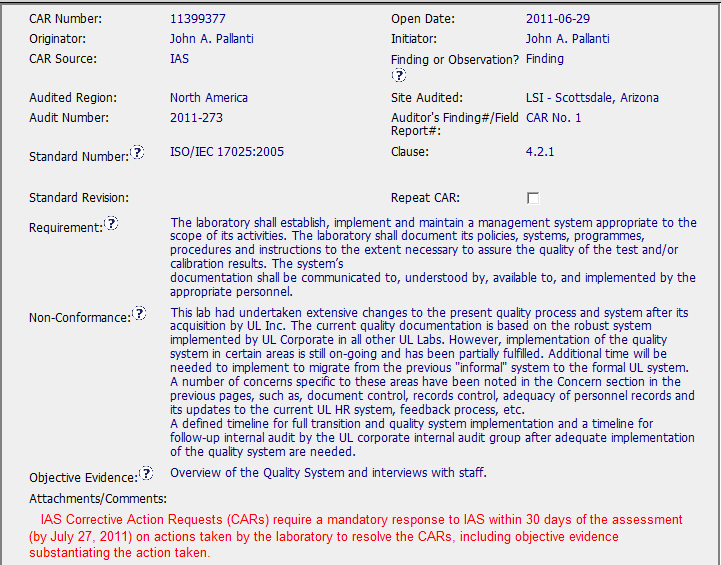 CAR Number: 11399377 Open Date: 2011-06-29
Originator: John A. Pallanti Initiator: John A. Pallanti
CAR Source: IAS Finding or Observation? Finding
?
Audited Region: North America Site Audited: LSI - Scottsdale, Arizona
Audit Number: 2011-273 Auditor's Finding#/Field CAR No. 1
Report#:
Standard Number: ? ISO/IEC 17025:2005 Clause: 4.2.1
Standard Revision: Repeat CAR:
Requirement: ? The laboratory shall establish, implement and maintain a management system appropriate to the
scope of its activities. The laboratory shall document its policies, systems, programmes,
procedures and instructions to the extent necessary to assure the quality of the test and/or
calibration results. The system’s
documentation shall be communicated to, understood by, available to, and implemented by the
appropriate personnel.
Non-Conformance: ? This lab had undertaken extensive changes to the present quality process and system after its
acquisition by UL Inc. The current quality documentation is based on the robust system
implemented by UL Corporate in all other UL Labs. However, implementation of the quality
system in certain areas is still on-going and has been partially fulfilled. Additional time will be
needed to implement to migrate from the previous "informal" system to the formal UL system.
A number of concerns specific to these areas have been noted in the Concern section in the
previous pages, such as, document control, records control, adequacy of personnel records and
its updates to the current UL HR system, feedback process, etc.
A defined timeline for full transition and quality system implementation and a timeline for
follow-up internal audit by the UL corporate internal audit group after adequate implementation
of the quality system are needed.
Objective Evidence: ? Overview of the Quality System and interviews with staff.
Attachments/Comments:
IAS Corrective Action Requests (CARs) require a mandatory response to IAS within 30 days of the assessment
(by July 27, 2011) on actions taken by the laboratory to resolve the CARs, including objective evidence
substantiating the action taken.